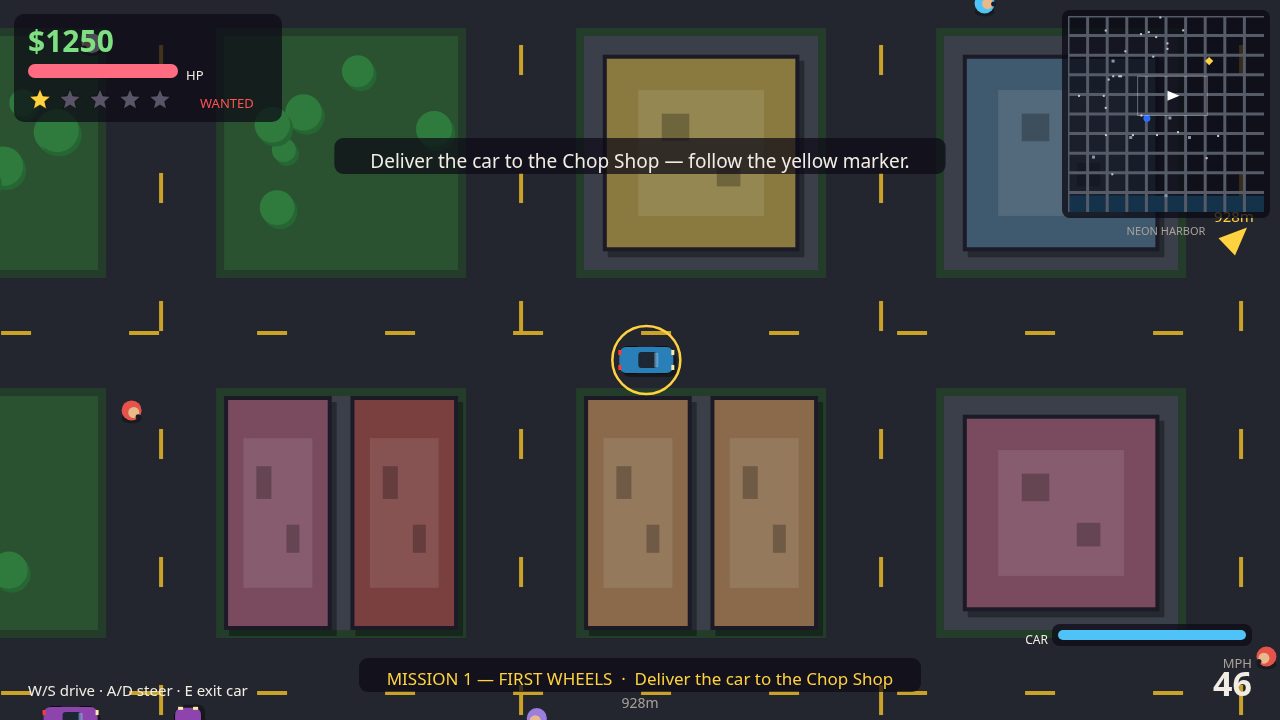 $1250
HP
WANTED
Deliver the car to the Chop Shop — follow the yellow marker.
928m
NEON HARBOR
CAR
MPH
46
MISSION 1 — FIRST WHEELS · Deliver the car to the Chop Shop
928m
W/S drive · A/D steer · E exit car